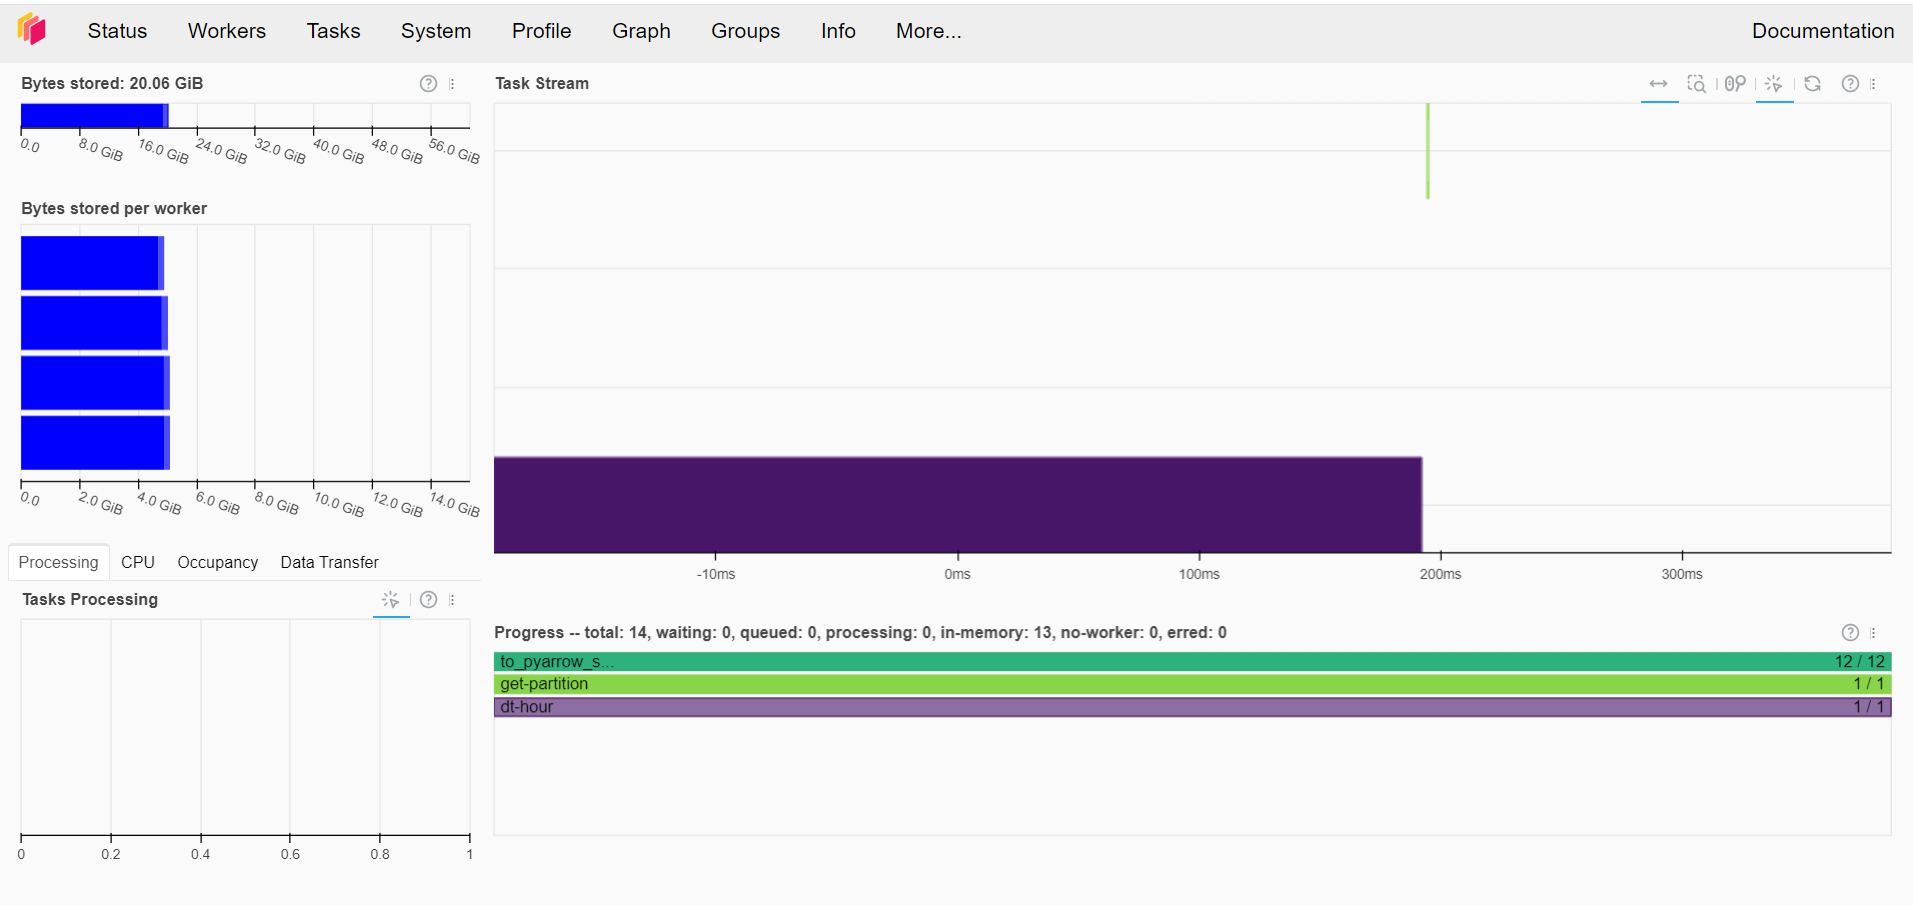 Status Workers Tasks System Profile Graph Groups Info More... Documentation
Bytes stored: 20.06 GiB
0.0 8.0 GiB 16.0 GiB 24.0 GiB 32.0 GiB 40.0 GiB 48.0 GiB 56.0 GiB
Bytes stored per worker
0.0 2.0 GiB 4.0 GiB 6.0 GiB 8.0 GiB 10.0 GiB 12.0 GiB 14.0 GiB
Processing CPU Occupancy Data Transfer
Tasks Processing
0 0.2 0.4 0.6 0.8 1
Task Stream
-10ms 0ms 100ms 200ms 300ms
Progress -- total: 14, waiting: 0, queued: 0, processing: 0, in-memory: 13, no-worker: 0, erred: 0
to_pyarrow_s... 12 / 12
get-partition 1 / 1
dt-hour 1 / 1